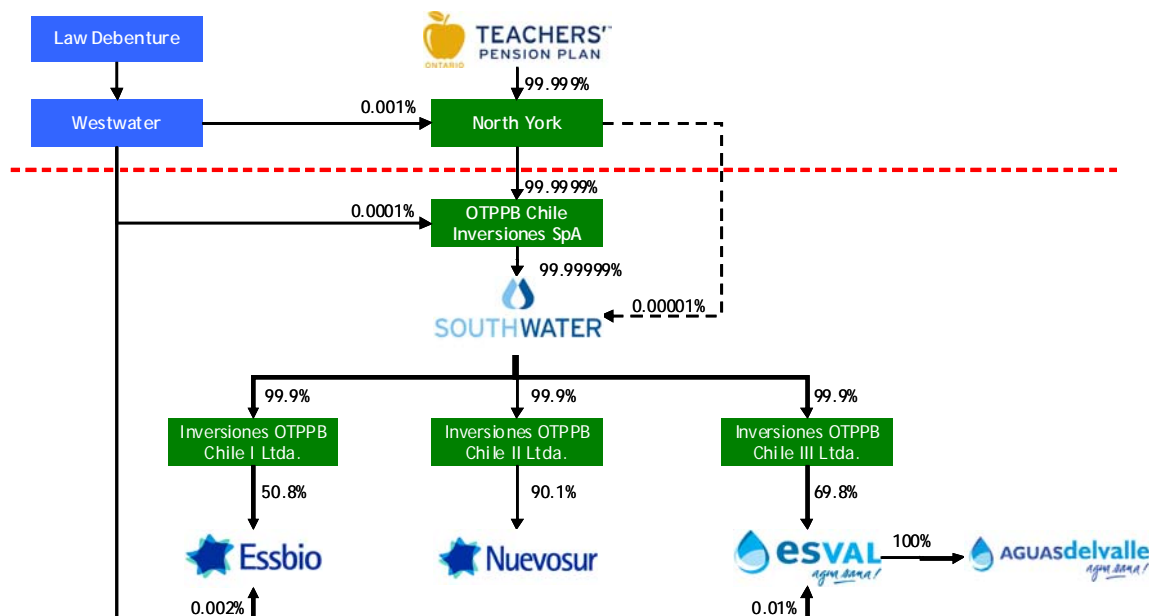 Law Debenture
TEACHERS'™
PENSION PLAN
ONTARIO
99.999%
Westwater
0.001%
North York
99.9999%
0.0001%
OTPPB Chile
Inversiones SpA
99.99999%
0.00001%
SOUTHWATER
99.9%
99.9%
99.9%
Inversiones OTPPB
Chile I Ltda.
Inversiones OTPPB
Chile II Ltda.
Inversiones OTPPB
Chile III Ltda.
50.8%
90.1%
69.8%
Essbio
Nuevosur
esVAL
agua sana!
100%
AGUASdelvalle
agua sana!
0.002%
0.01%